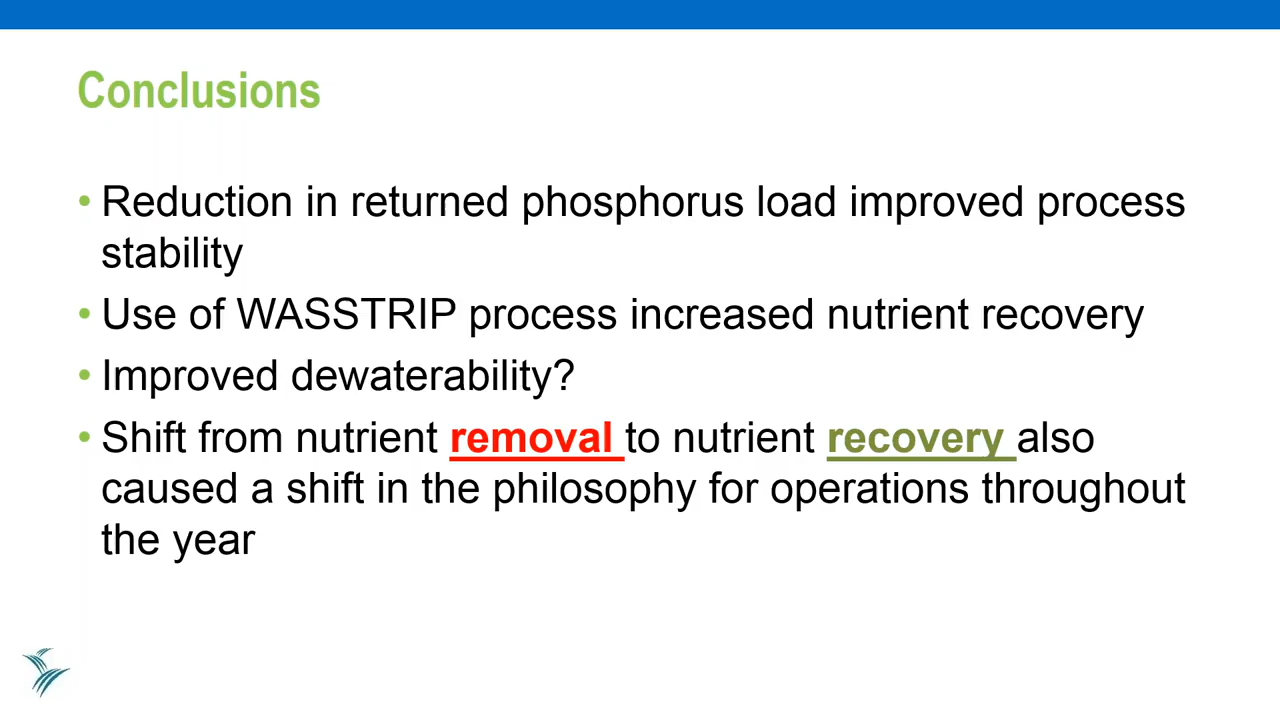 Conclusions
• Reduction in returned phosphorus load improved process
stability
• Use of WASSTRIP process increased nutrient recovery
• Improved dewaterability?
• Shift from nutrient removal to nutrient recovery also
caused a shift in the philosophy for operations throughout
the year